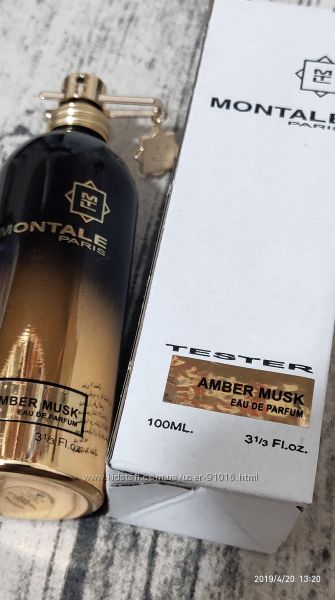 MONTALE
PARIS
AMBER MUSK
EAU DE PARFUM
3 1/3 Fl.oz.
MONTALE
PARIS
TESTER
AMBER MUSK
EAU DE PARFUM
100ML.
3 1/3 Fl.oz.
www.kidstaff.com.ua/user-91016.html
2019/4/20 13:20